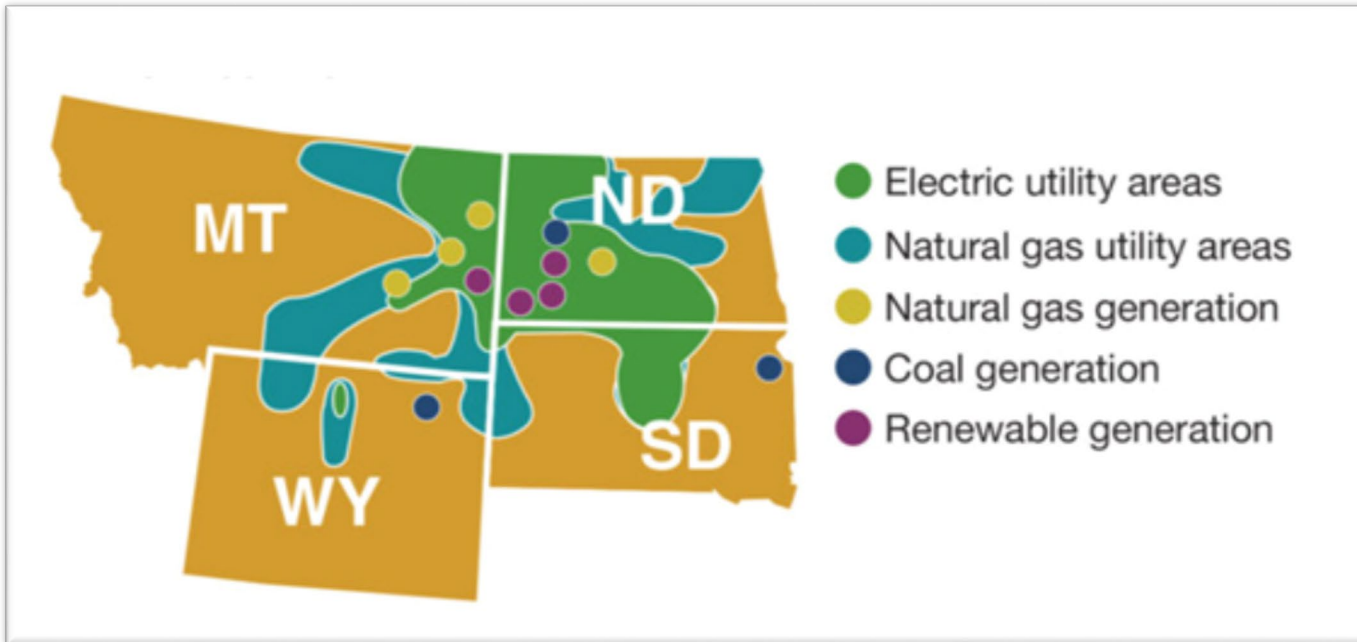 MT
ND
SD
WY
Electric utility areas
Natural gas utility areas
Natural gas generation
Coal generation
Renewable generation